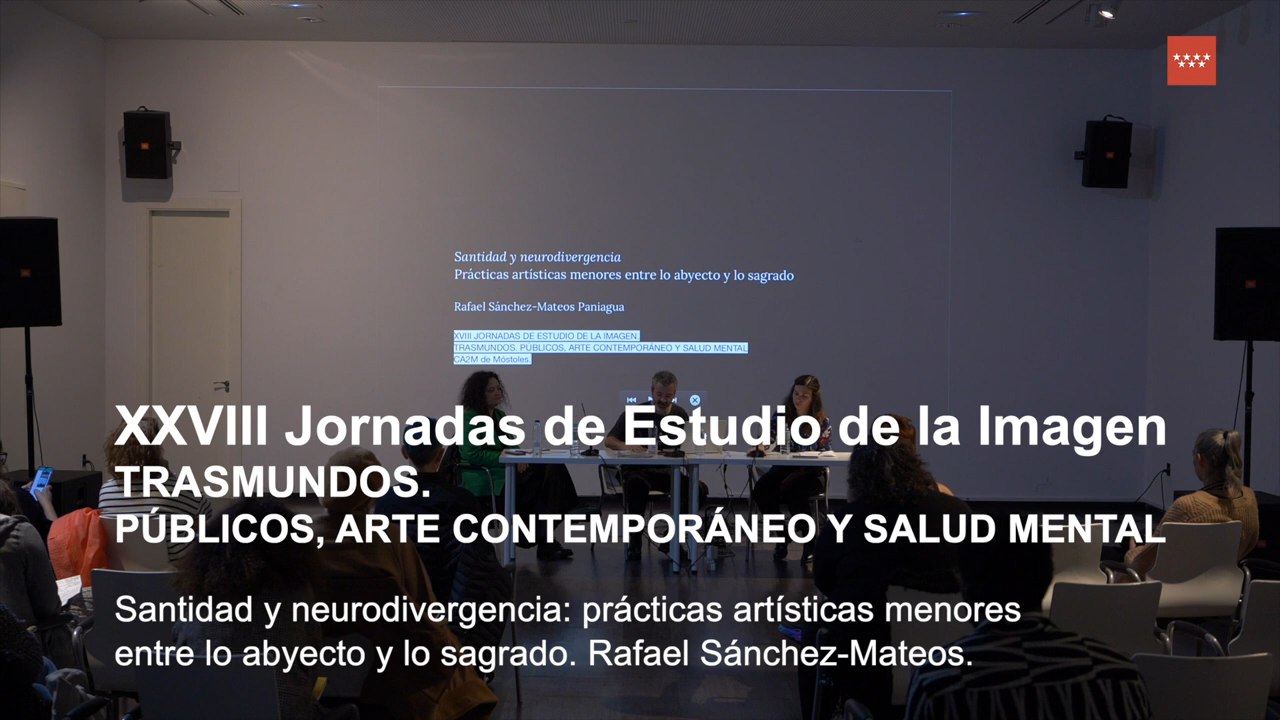 Santidad y neurodivergencia
Prácticas artísticas menores entre lo abyecto y lo sagrado
Rafael Sánchez-Mateos Paniagua
XVIII JORNADAS DE ESTUDIO DE LA IMAGEN.
TRASMUNDOS. PÚBLICOS, ARTE CONTEMPORÁNEO Y SALUD MENTAL
CA2M de Móstoles.
XXVIII Jornadas de Estudio de la Imagen
TRASMUNDOS.
PÚBLICOS, ARTE CONTEMPORÁNEO Y SALUD MENTAL
Santidad y neurodivergencia: prácticas artísticas menores
entre lo abyecto y lo sagrado. Rafael Sánchez-Mateos.